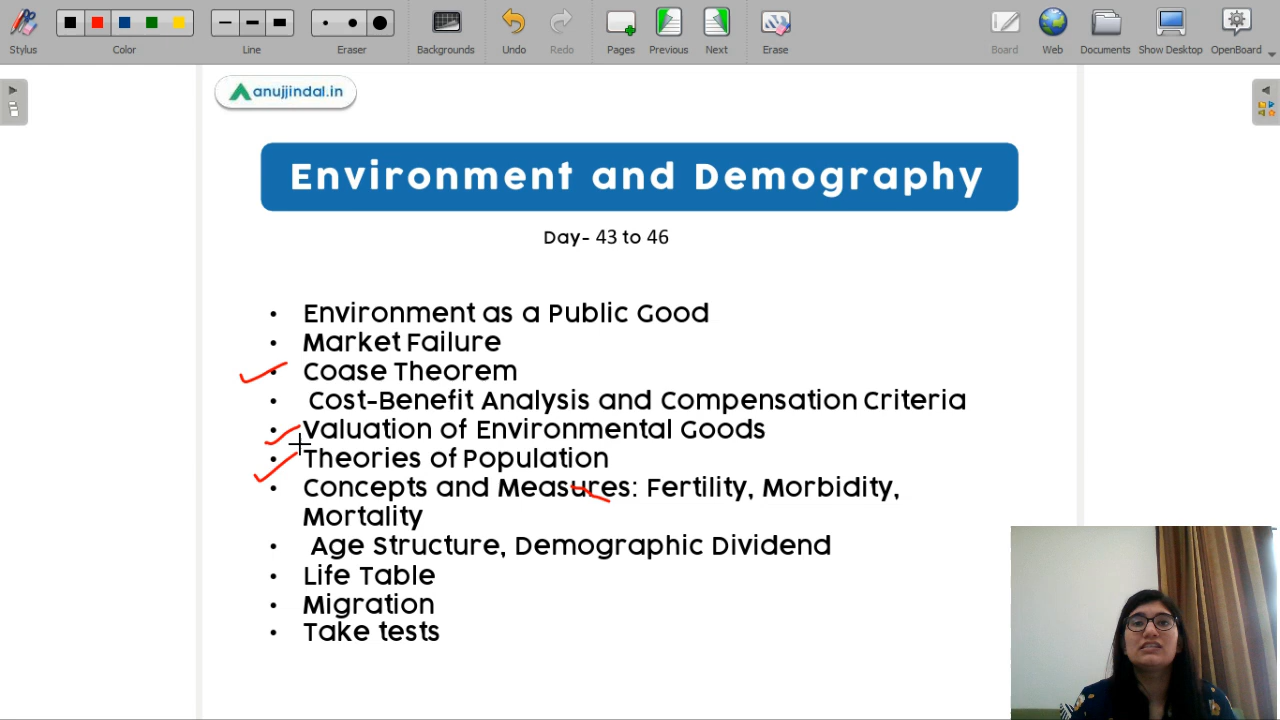 Stylus
Color
Line
Eraser
Backgrounds
Undo
Redo
Pages
Previous
Next
Erase
Board
Web
Documents
Show Desktop
OpenBoard
anujjindal.in
Environment and Demography
Day- 43 to 46
• Environment as a Public Good
• Market Failure
• Coase Theorem
• Cost-Benefit Analysis and Compensation Criteria
• Valuation of Environmental Goods
• Theories of Population
• Concepts and Measures: Fertility, Morbidity,
Mortality
• Age Structure, Demographic Dividend
• Life Table
• Migration
• Take tests